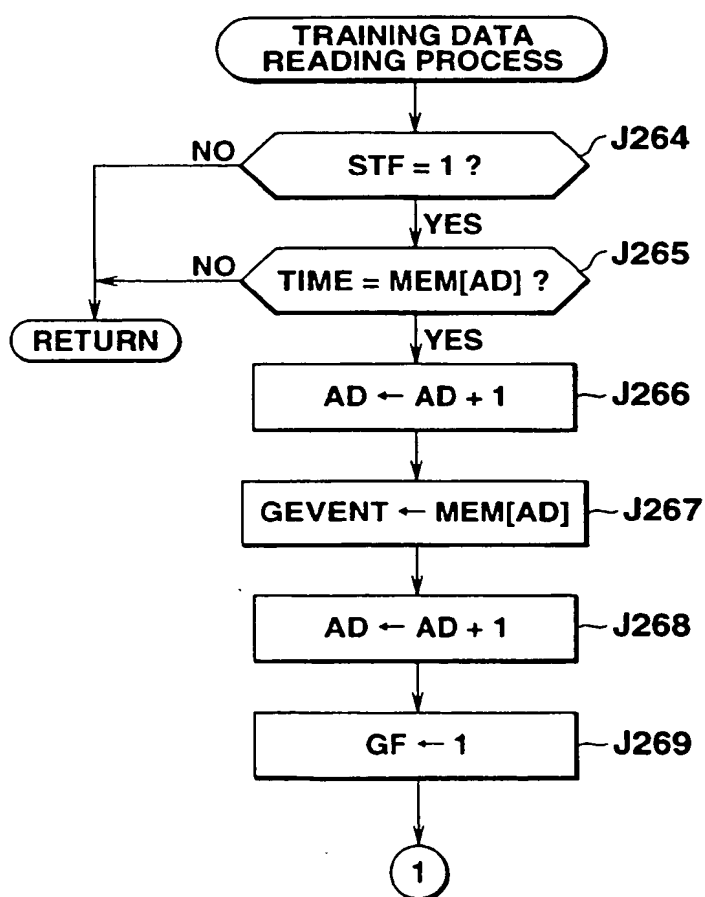 TRAINING DATA
READING PROCESS
J264
NO
STF = 1 ?
YES
J265
NO
TIME = MEM[AD] ?
RETURN
YES
AD ← AD + 1
J266
GEVENT ← MEM[AD]
J267
AD ← AD + 1
J268
GF ← 1
J269
1